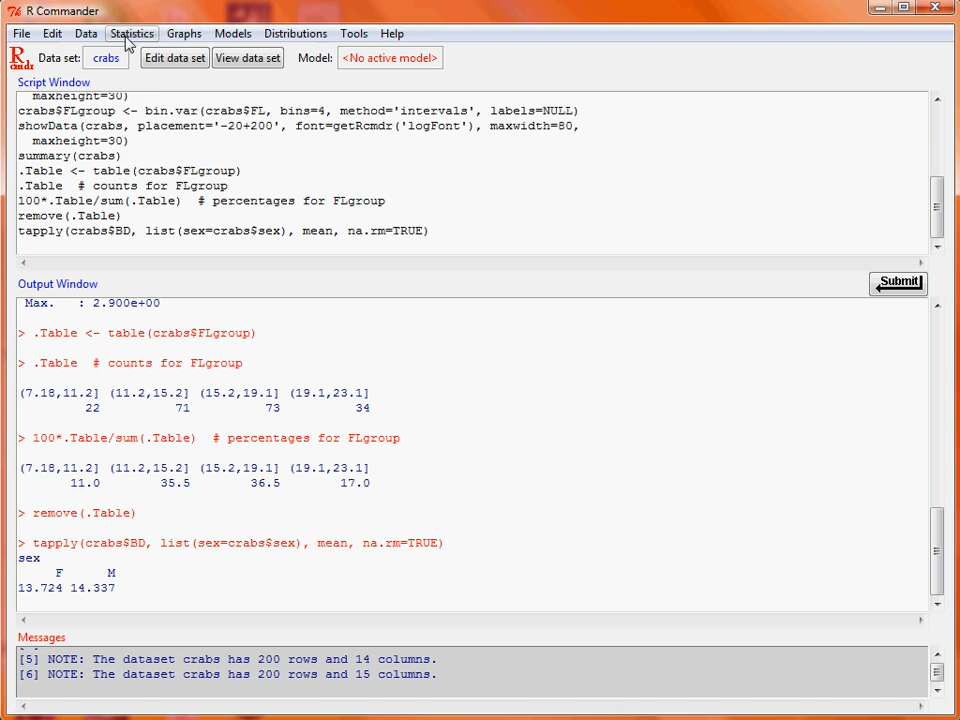 R Commander
File Edit Data Statistics Graphs Models Distributions Tools Help
R cmdr Data set: crabs Edit data set View data set Model: <No active model>
Script Window
maxheight=30)
crabs$FLgroup <- bin.var(crabs$FL, bins=4, method='intervals', labels=NULL)
showData(crabs, placement='-20+200', font=getRcmdr('logFont'), maxwidth=80,
maxheight=30)
summary(crabs)
.Table <- table(crabs$FLgroup)
.Table  # counts for FLgroup
100*.Table/sum(.Table)  # percentages for FLgroup
remove(.Table)
tapply(crabs$BD, list(sex=crabs$sex), mean, na.rm=TRUE)
Output Window
Submit
Max.   : 2.900e+00
> .Table <- table(crabs$FLgroup)
> .Table  # counts for FLgroup
(7.18,11.2] (11.2,15.2] (15.2,19.1] (19.1,23.1]
22 71 73 34
> 100*.Table/sum(.Table)  # percentages for FLgroup
(7.18,11.2] (11.2,15.2] (15.2,19.1] (19.1,23.1]
11.0 35.5 36.5 17.0
> remove(.Table)
> tapply(crabs$BD, list(sex=crabs$sex), mean, na.rm=TRUE)
sex
F M
13.724 14.337
Messages
[5] NOTE: The dataset crabs has 200 rows and 14 columns.
[6] NOTE: The dataset crabs has 200 rows and 15 columns.